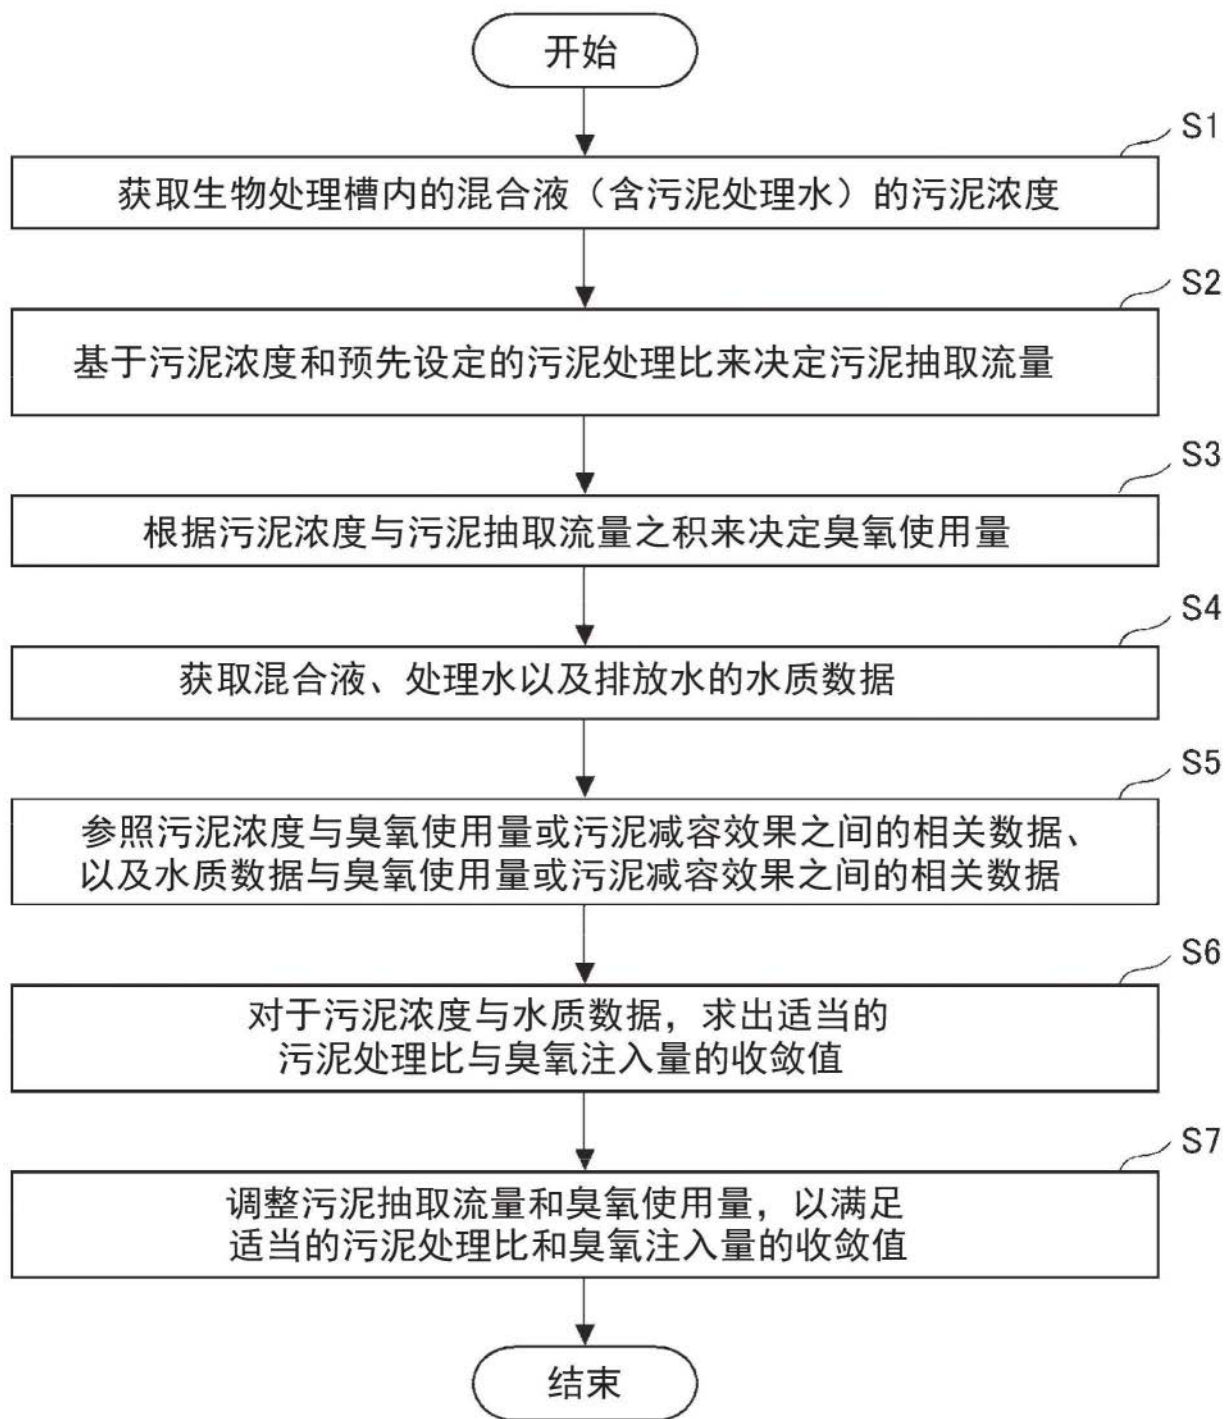 开始
S1
获取生物处理槽内的混合液（含污泥处理水）的污泥浓度
S2
基于污泥浓度和预先设定的污泥处理比来决定污泥抽取流量
S3
根据污泥浓度与污泥抽取流量之积来决定臭氧使用量
S4
获取混合液、处理水以及排放水的水质数据
S5
参照污泥浓度与臭氧使用量或污泥减容效果之间的相关数据、
以及水质数据与臭氧使用量或污泥减容效果之间的相关数据
S6
对于污泥浓度与水质数据，求出适当的
污泥处理比与臭氧注入量的收敛值
S7
调整污泥抽取流量和臭氧使用量，以满足
适当的污泥处理比和臭氧注入量的收敛值
结束